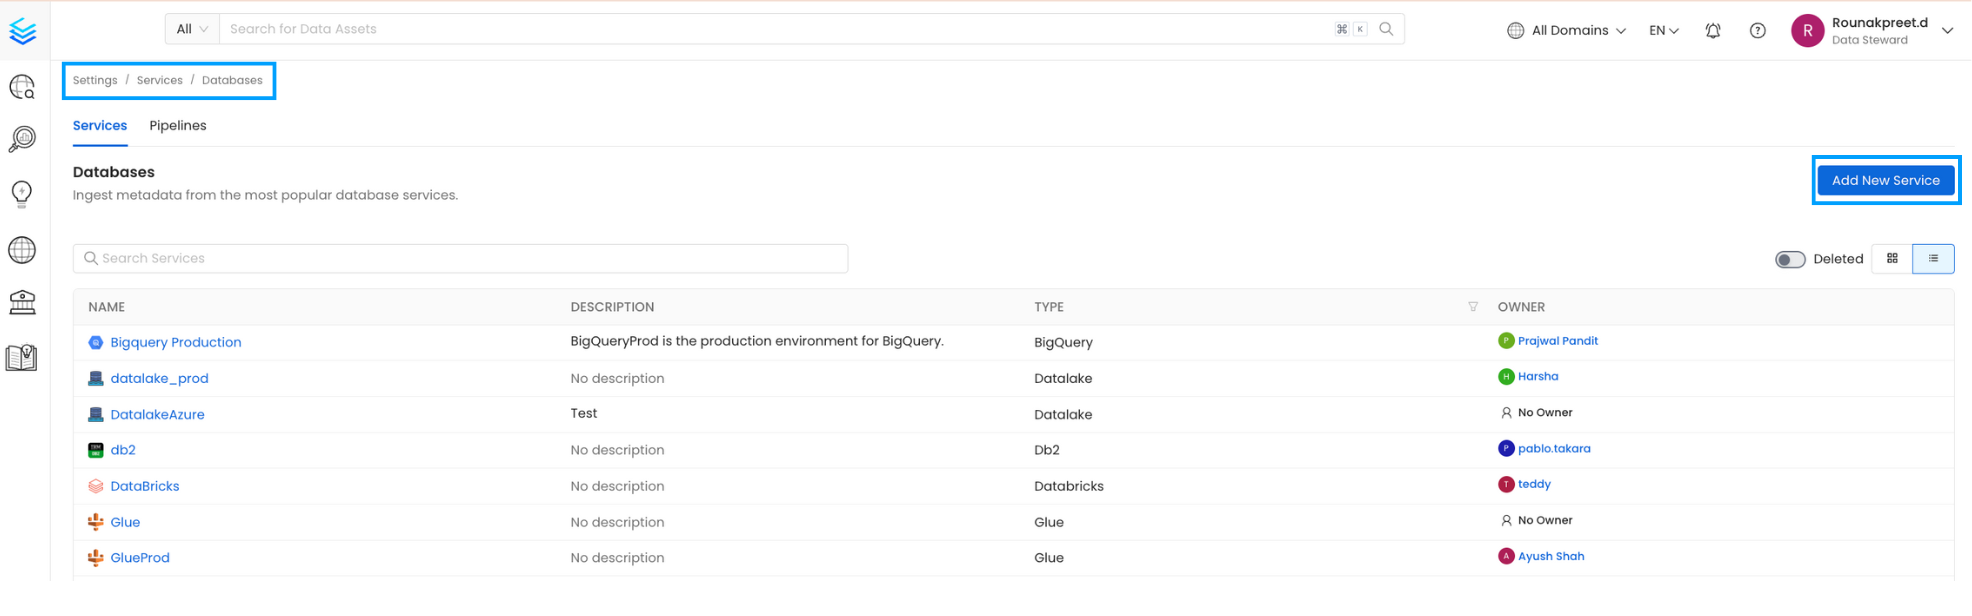 All Search for Data Assets ⌘ K All Domains EN R Rounakpreet.d
Data Steward
Settings / Services / Databases
Services Pipelines
Databases
Ingest metadata from the most popular database services.
Add New Service
Search Services Deleted
NAME DESCRIPTION TYPE OWNER
Bigquery Production BigQueryProd is the production environment for BigQuery. BigQuery P Prajwal Pandit
datalake_prod No description Datalake H Harsha
DatalakeAzure Test Datalake No Owner
db2 No description Db2 P pablo.takara
DataBricks No description Databricks T teddy
Glue No description Glue No Owner
GlueProd No description Glue A Ayush Shah